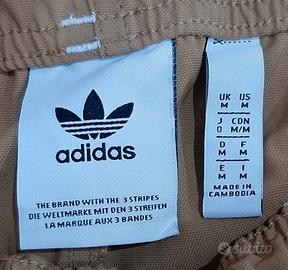 adidas
THE BRAND WITH THE 3 STRIPES
DIE WELTMARKE MIT DEN 3 STREIFEN
LA MARQUE AUX 3 BANDES
UK US
M M
J CDN
O M/M
D F
M M
E I
M M
MADE IN
CAMBODIA
subito